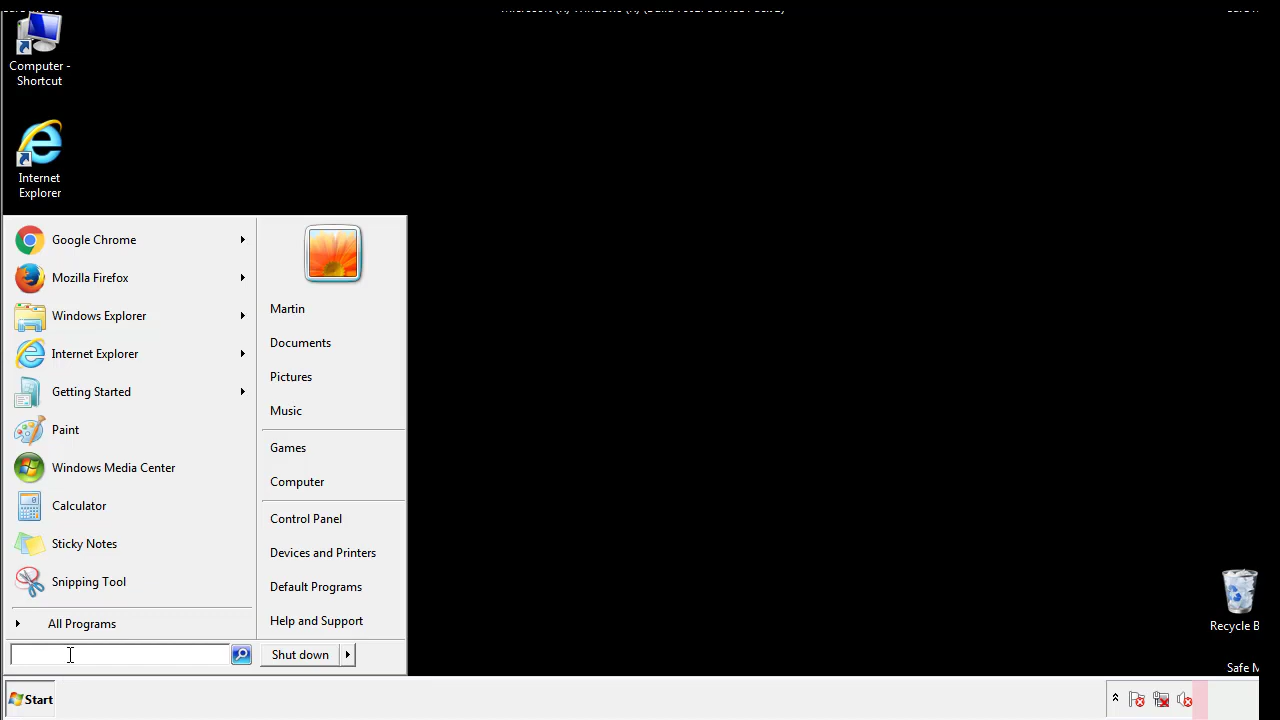 Computer -
Shortcut
Internet
Explorer
Google Chrome
Mozilla Firefox
Windows Explorer
Internet Explorer
Getting Started
Paint
Windows Media Center
Calculator
Sticky Notes
Snipping Tool
All Programs
Martin
Documents
Pictures
Music
Games
Computer
Control Panel
Devices and Printers
Default Programs
Help and Support
Shut down
Recycle B
Safe M
Start